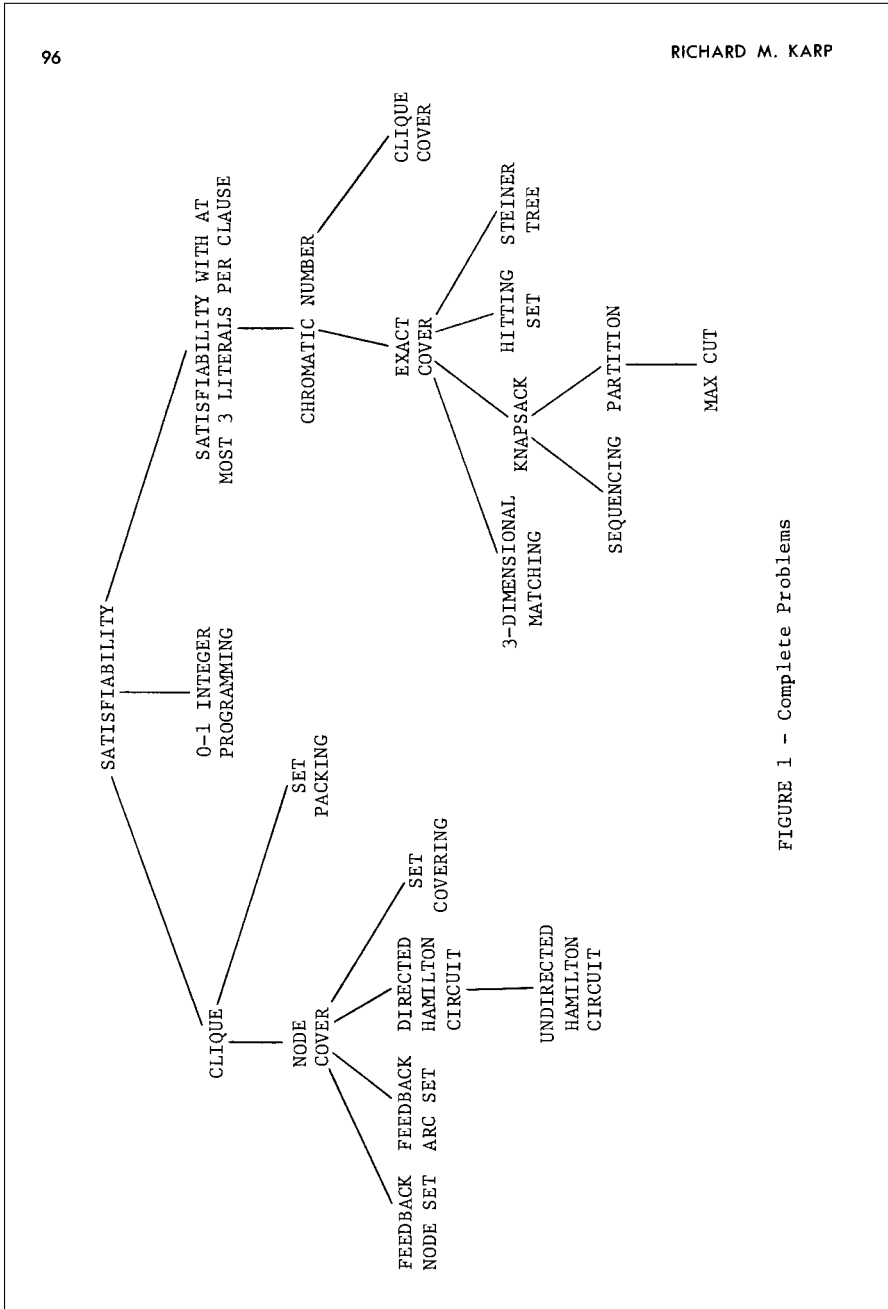 96
RICHARD M. KARP
SATISFIABILITY
CLIQUE
0-1 INTEGER
PROGRAMMING
SATISFIABILITY WITH AT
MOST 3 LITERALS PER CLAUSE
NODE
COVER
SET
PACKING
CHROMATIC NUMBER
FEEDBACK
NODE SET
FEEDBACK
ARC SET
DIRECTED
HAMILTON
CIRCUIT
SET
COVERING
EXACT
COVER
CLIQUE
COVER
UNDIRECTED
HAMILTON
CIRCUIT
3-DIMENSIONAL
MATCHING
KNAPSACK
HITTING
SET
STEINER
TREE
SEQUENCING
PARTITION
MAX CUT
FIGURE 1 - Complete Problems